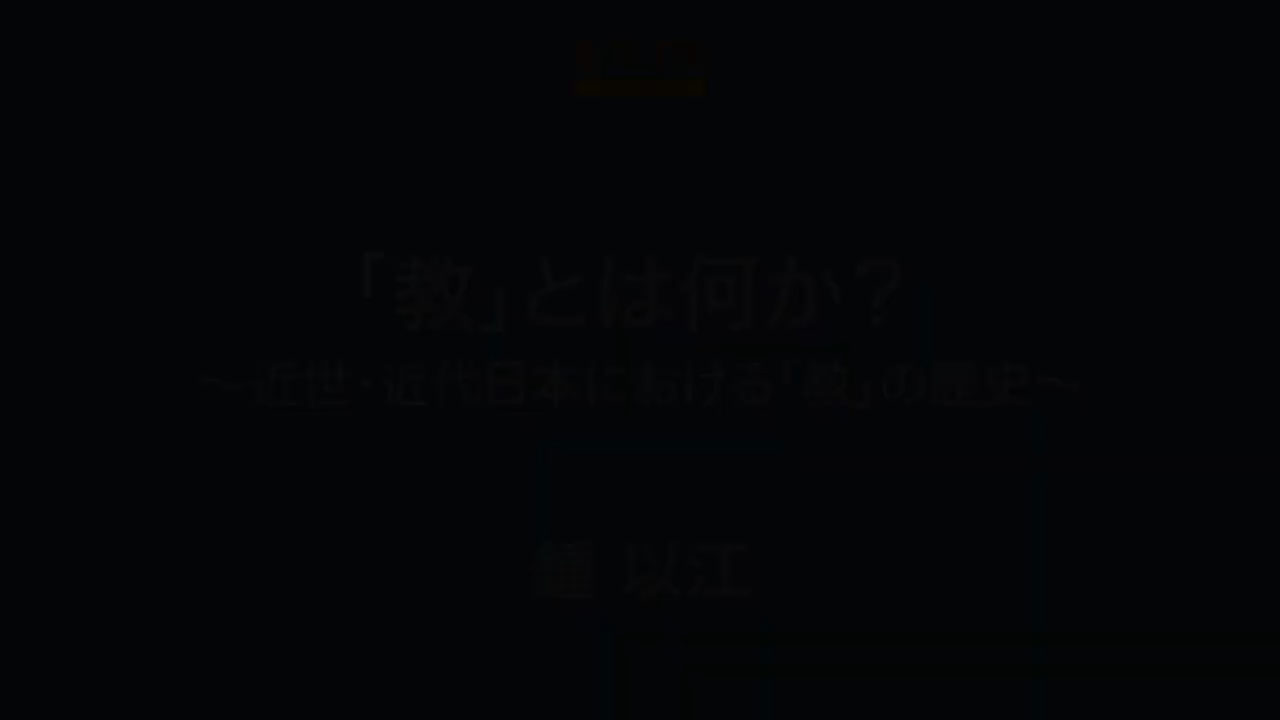 「教」とは何か?
〜近世・近代日本における「教」の歴史〜
鍾 以江